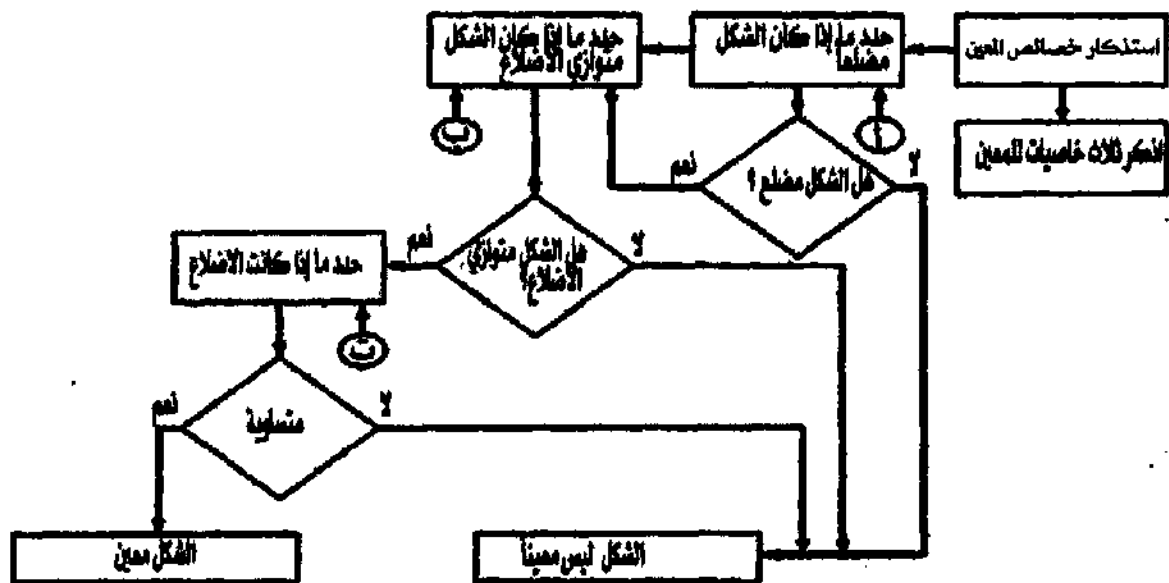 استذكار خصائص المعين
اذكر ثلاث خاصيات للمعين
حدد ما إذا كان الشكل
مضلعا
أ
هل الشكل مضلع ؟
لا
نعم
حدد ما إذا كان الشكل
متوازي الأضلاع
ب
هل الشكل متوازي
الأضلاع؟
لا
نعم
حدد ما إذا كانت الاضلاع
ت
متساوية
لا
نعم
الشكل ليس معيناً
الشكل معين